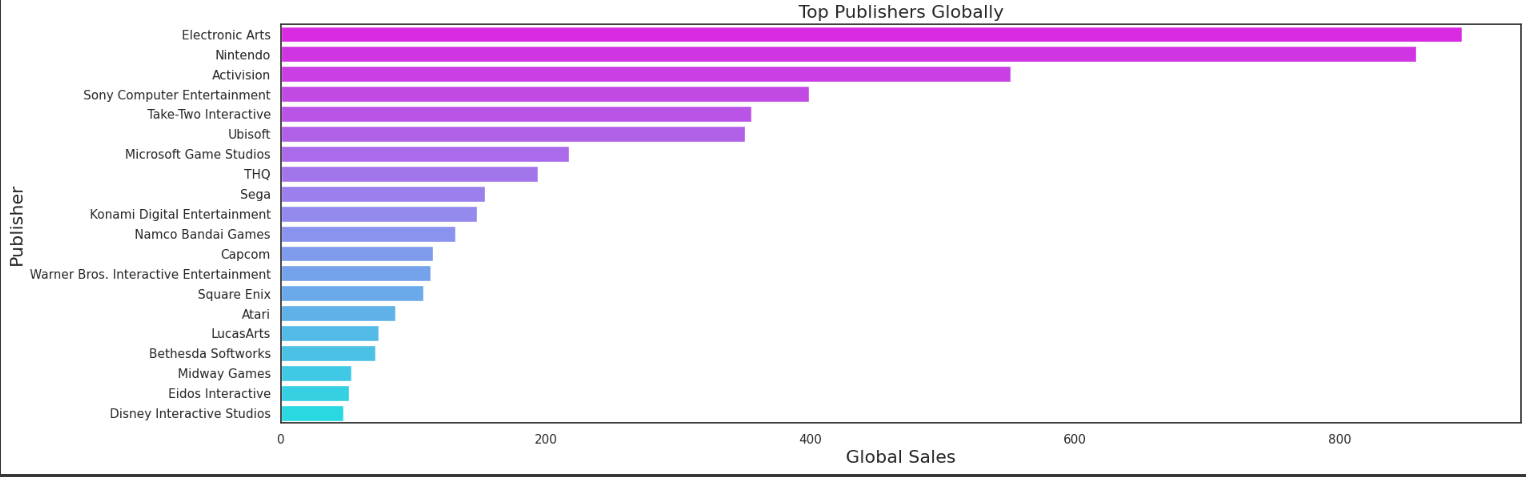 Top Publishers Globally
Publisher
Electronic Arts
Nintendo
Activision
Sony Computer Entertainment
Take-Two Interactive
Ubisoft
Microsoft Game Studios
THQ
Sega
Konami Digital Entertainment
Namco Bandai Games
Capcom
Warner Bros. Interactive Entertainment
Square Enix
Atari
LucasArts
Bethesda Softworks
Midway Games
Eidos Interactive
Disney Interactive Studios
0 200 400 600 800
Global Sales